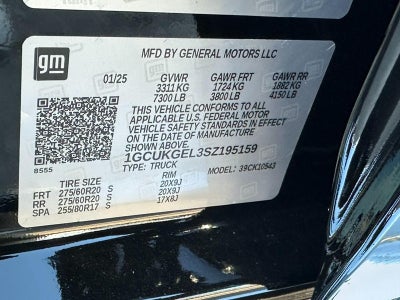 gm
MFD BY GENERAL MOTORS LLC
01/25 GVWR GAWR FRT GAWR RR
3311 KG 1724 KG 1882 KG
7300 LB 3800 LB 4150 LB
THIS VEHICLE CONFORMS TO ALL
APPLICABLE U.S. FEDERAL MOTOR
VEHICLE SAFETY STANDARDS IN EFFECT
ON THE DATE OF MANUFACTURE SHOWN ABOVE.
1GCUKGEL3SZ195159
8555 TYPE: TRUCK MODEL: 39CK10543
TIRE SIZE RIM
FRT 275/60R20 S 20X9J
RR 275/60R20 S 20X9J
SPA 255/80R17 S 17X8J